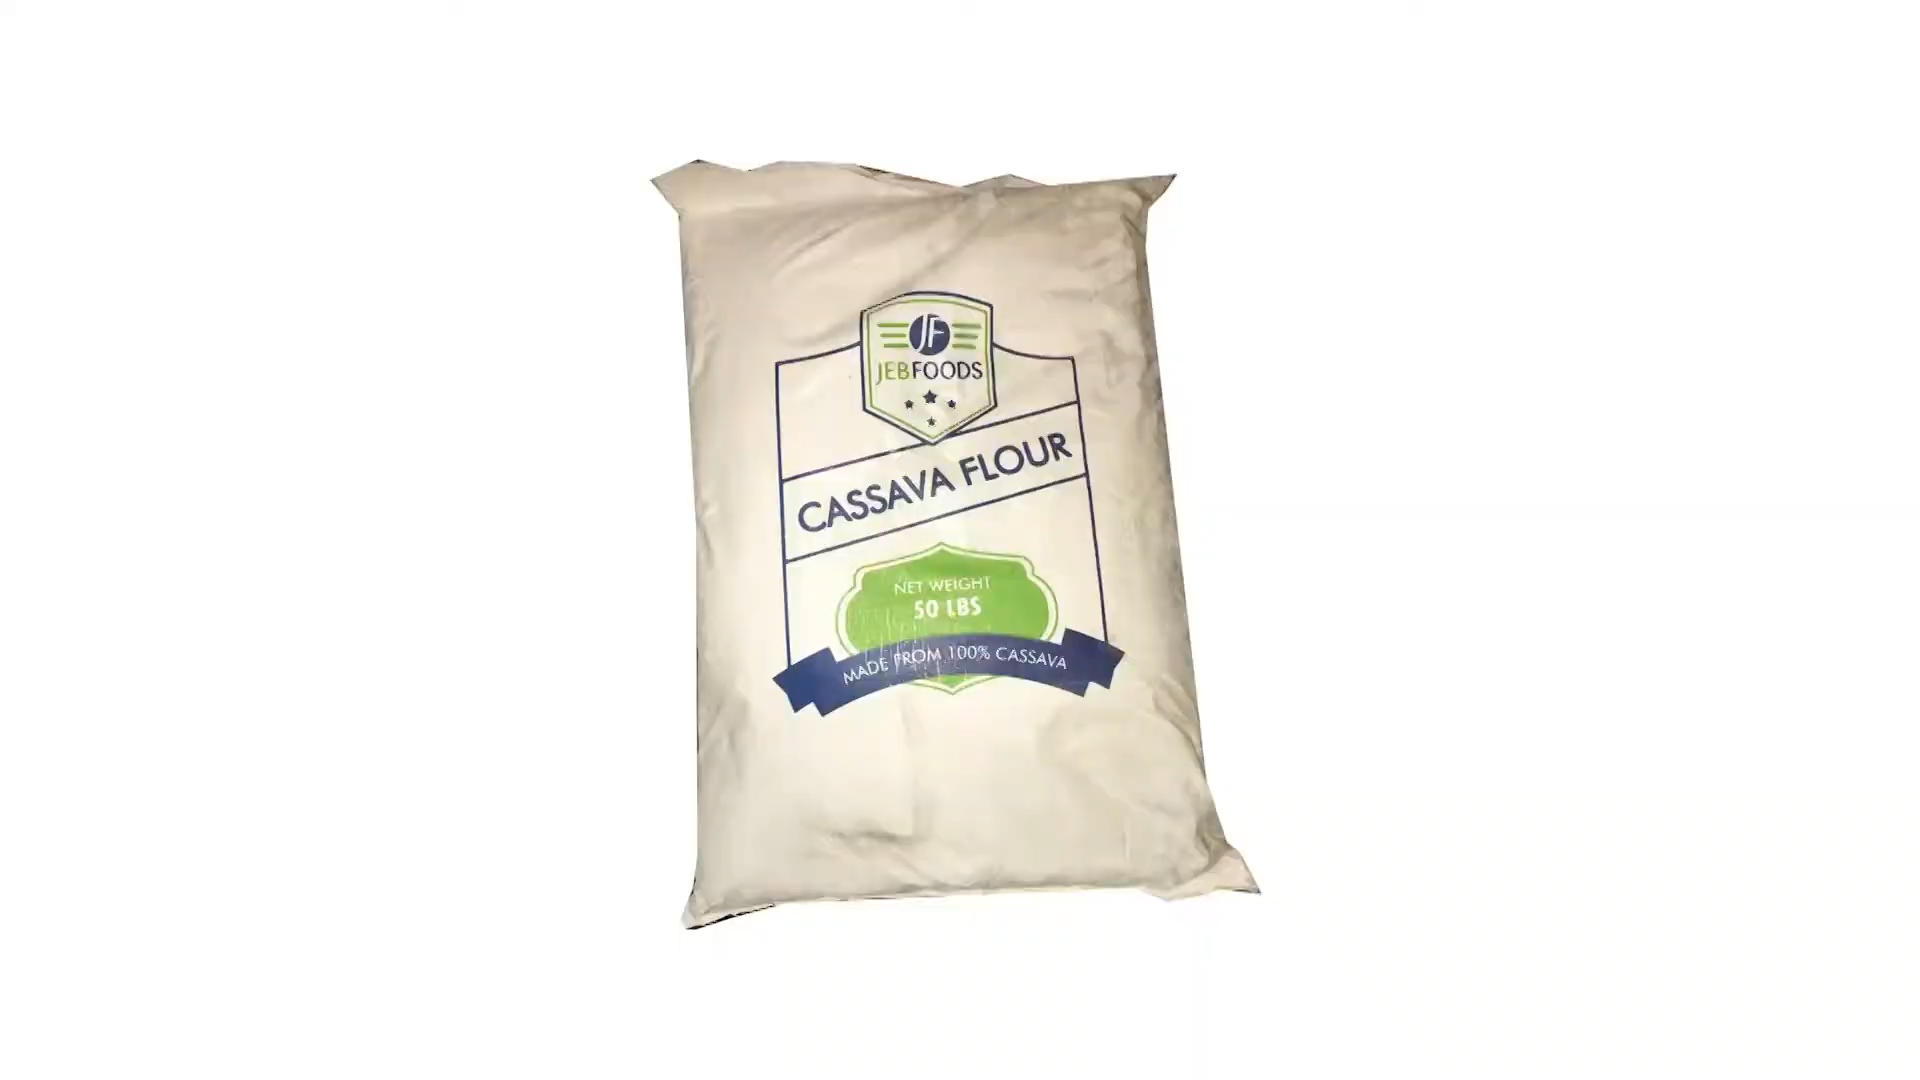 JF
JEBFOODS
CASSAVA FLOUR
NET WEIGHT
50 LBS
MADE FROM 100% CASSAVA